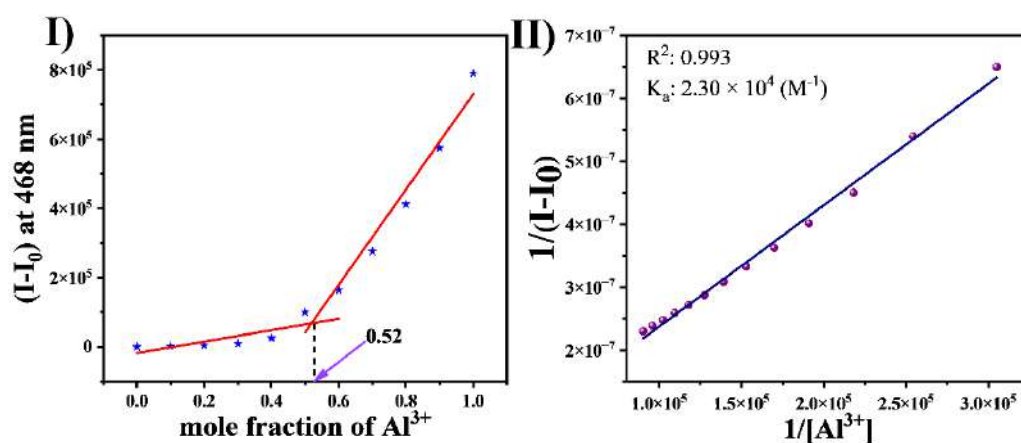 I)
(I-I₀) at 468 nm
8×10⁵
6×10⁵
4×10⁵
2×10⁵
0
0.52
0.0 0.2 0.4 0.6 0.8 1.0
mole fraction of Al³⁺
II)
1/(I-I₀)
7×10⁻⁷
6×10⁻⁷
5×10⁻⁷
4×10⁻⁷
3×10⁻⁷
2×10⁻⁷
R²: 0.993
Kₐ: 2.30 × 10⁴ (M⁻¹)
1.0×10⁵ 1.5×10⁵ 2.0×10⁵ 2.5×10⁵ 3.0×10⁵
1/[Al³⁺]